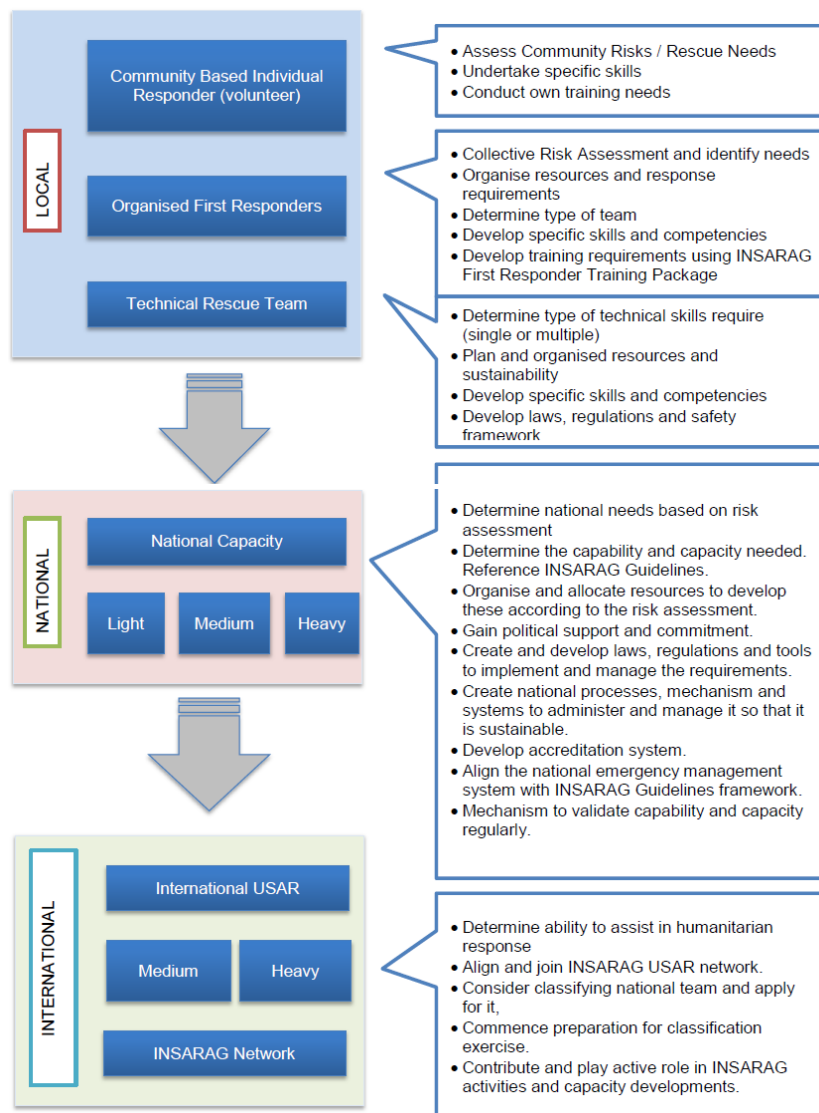 LOCAL
Community Based Individual
Responder (volunteer)
Organised First Responders
Technical Rescue Team
• Assess Community Risks / Rescue Needs
• Undertake specific skills
• Conduct own training needs
• Collective Risk Assessment and identify needs
• Organise resources and response
requirements
• Determine type of team
• Develop specific skills and competencies
• Develop training requirements using INSARAG
First Responder Training Package
• Determine type of technical skills require
(single or multiple)
• Plan and organised resources and
sustainability
• Develop specific skills and competencies
• Develop laws, regulations and safety
framework
NATIONAL
National Capacity
Light
Medium
Heavy
• Determine national needs based on risk
assessment
• Determine the capability and capacity needed.
Reference INSARAG Guidelines.
• Organise and allocate resources to develop
these according to the risk assessment.
• Gain political support and commitment.
• Create and develop laws, regulations and tools
to implement and manage the requirements.
• Create national processes, mechanism and
systems to administer and manage it so that it
is sustainable.
• Develop accreditation system.
• Align the national emergency management
system with INSARAG Guidelines framework.
• Mechanism to validate capability and capacity
regularly.
INTERNATIONAL
International USAR
Medium
Heavy
INSARAG Network
• Determine ability to assist in humanitarian
response
• Align and join INSARAG USAR network.
• Consider classifying national team and apply
for it,
• Commence preparation for classification
exercise.
• Contribute and play active role in INSARAG
activities and capacity developments.